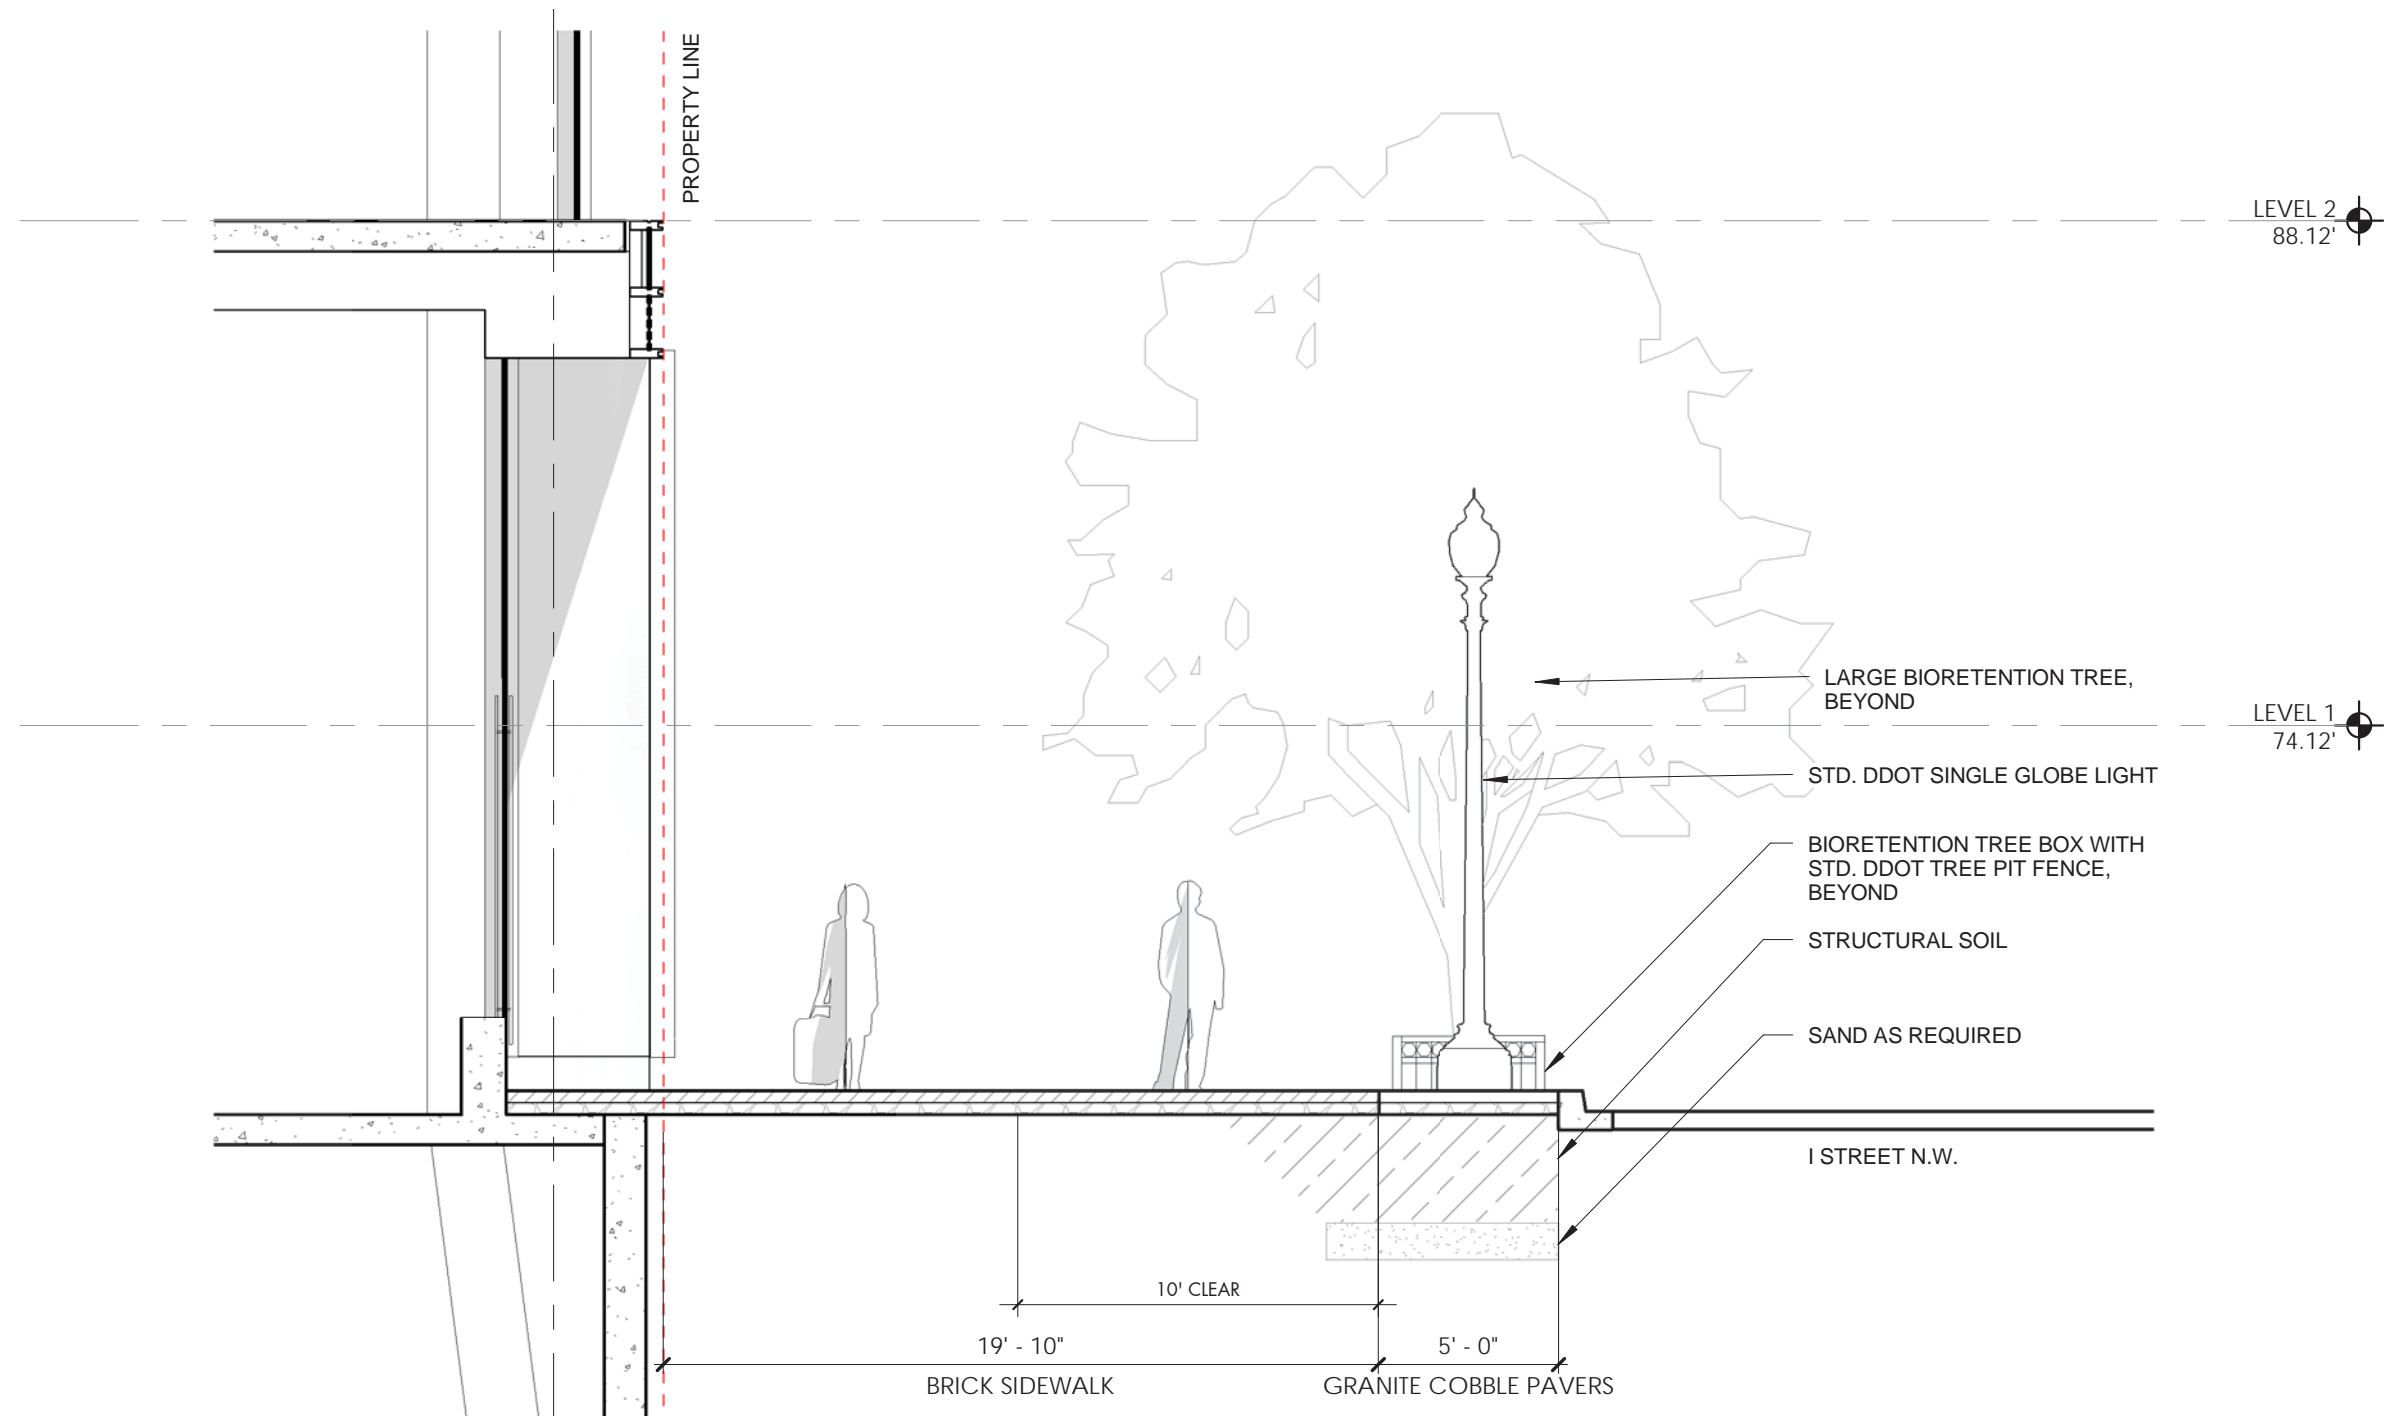 PROPERTY LINE
LEVEL 2
88.12'
LARGE BIORETENTION TREE,
BEYOND
LEVEL 1
74.12'
STD. DDOT SINGLE GLOBE LIGHT
BIORETENTION TREE BOX WITH
STD. DDOT TREE PIT FENCE,
BEYOND
STRUCTURAL SOIL
SAND AS REQUIRED
I STREET N.W.
10' CLEAR
19' - 10"
5' - 0"
BRICK SIDEWALK
GRANITE COBBLE PAVERS